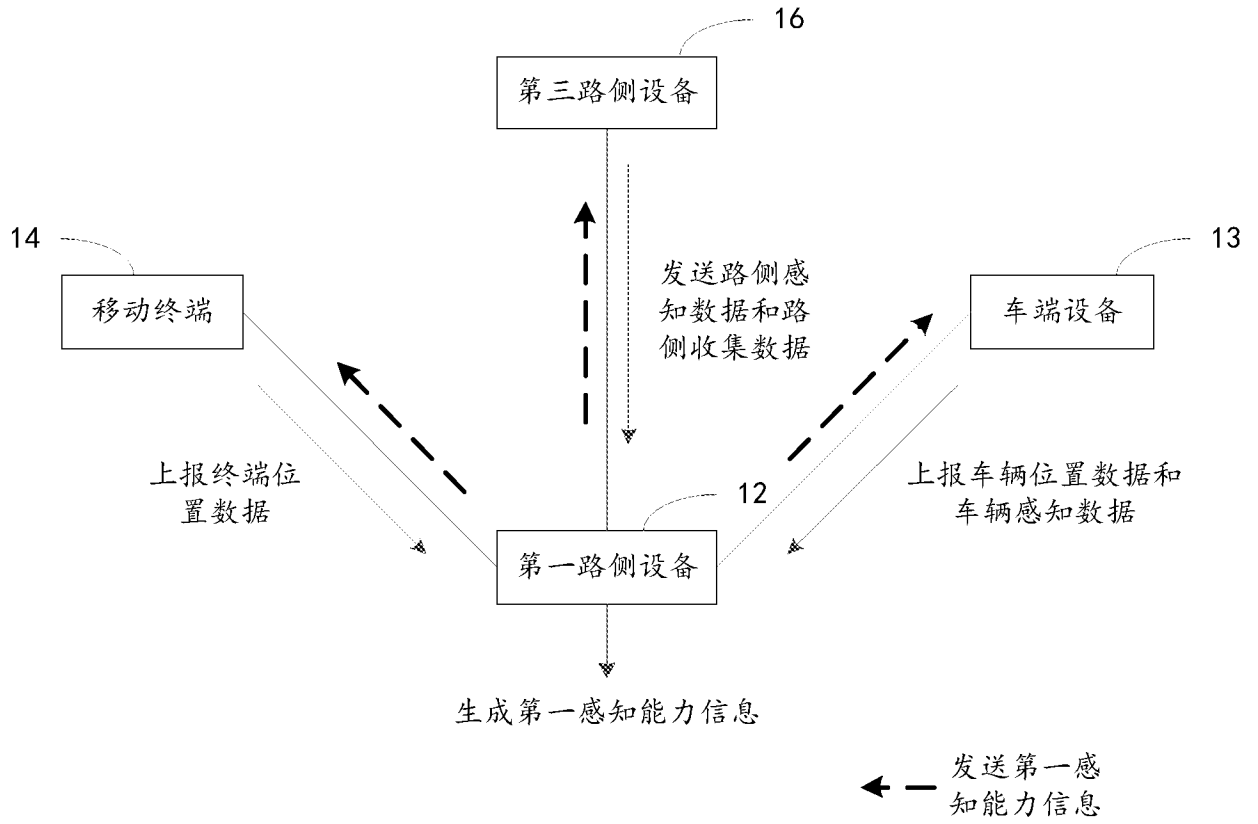 16
第三路侧设备
14
13
移动终端
发送路侧感
知数据和路
侧收集数据
车端设备
上报终端位
置数据
12
上报车辆位置数据和
车辆感知数据
第一路侧设备
生成第一感知能力信息
发送第一感
知能力信息